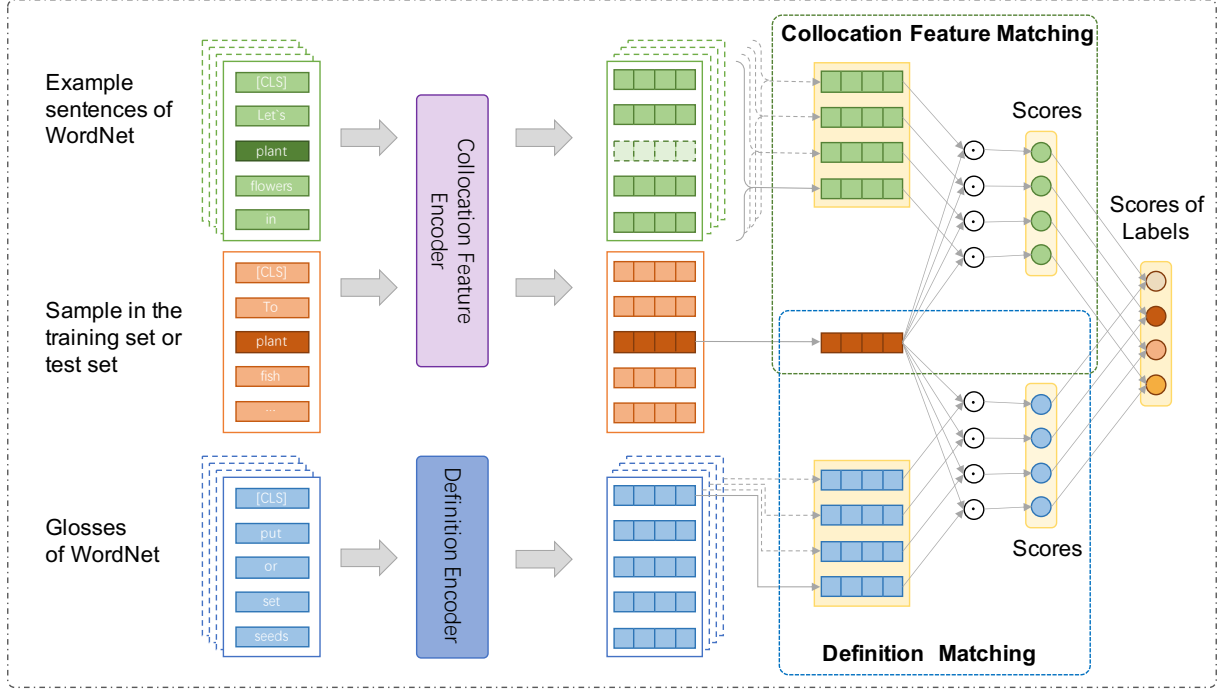 Collocation Feature Matching
Example
sentences of
WordNet
[CLS]
Let`s
plant
flowers
in
Collocation Feature
Encoder
Scores
Scores of
Labels
Sample in the
training set or
test set
[CLS]
To
plant
fish
...
Glosses
of WordNet
[CLS]
put
or
set
seeds
Definition Encoder
Scores
Definition Matching